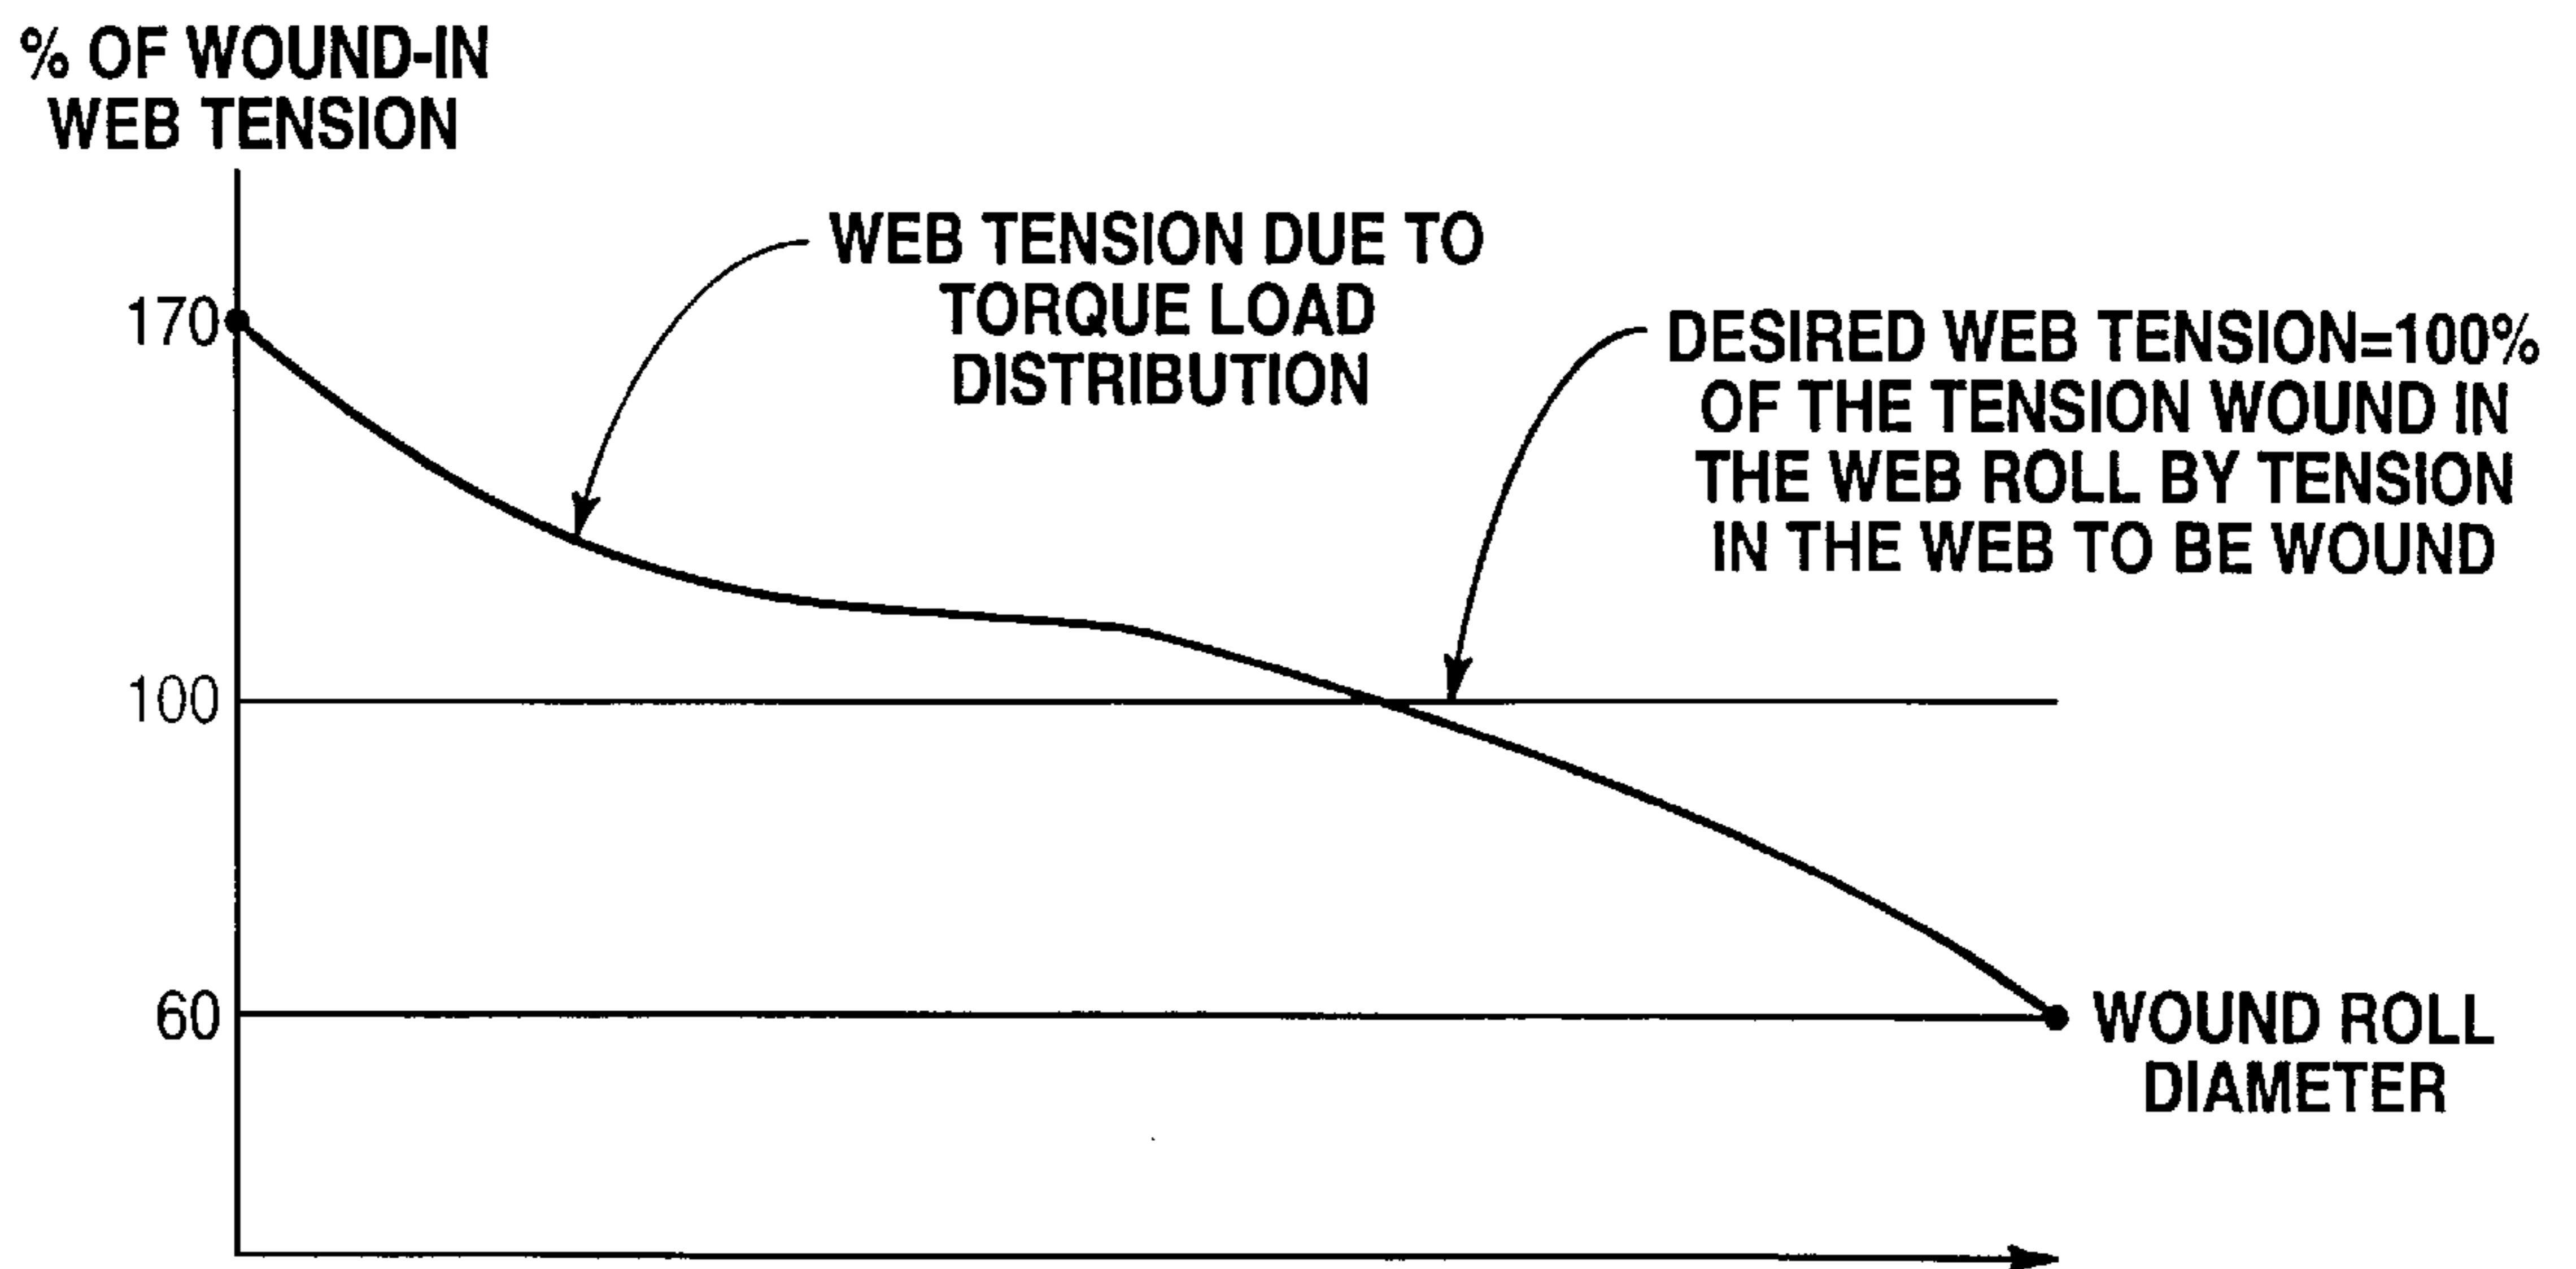 % OF WOUND-IN
WEB TENSION
WEB TENSION DUE TO
TORQUE LOAD
DISTRIBUTION
170
DESIRED WEB TENSION=100%
OF THE TENSION WOUND IN
THE WEB ROLL BY TENSION
IN THE WEB TO BE WOUND
100
60
WOUND ROLL
DIAMETER